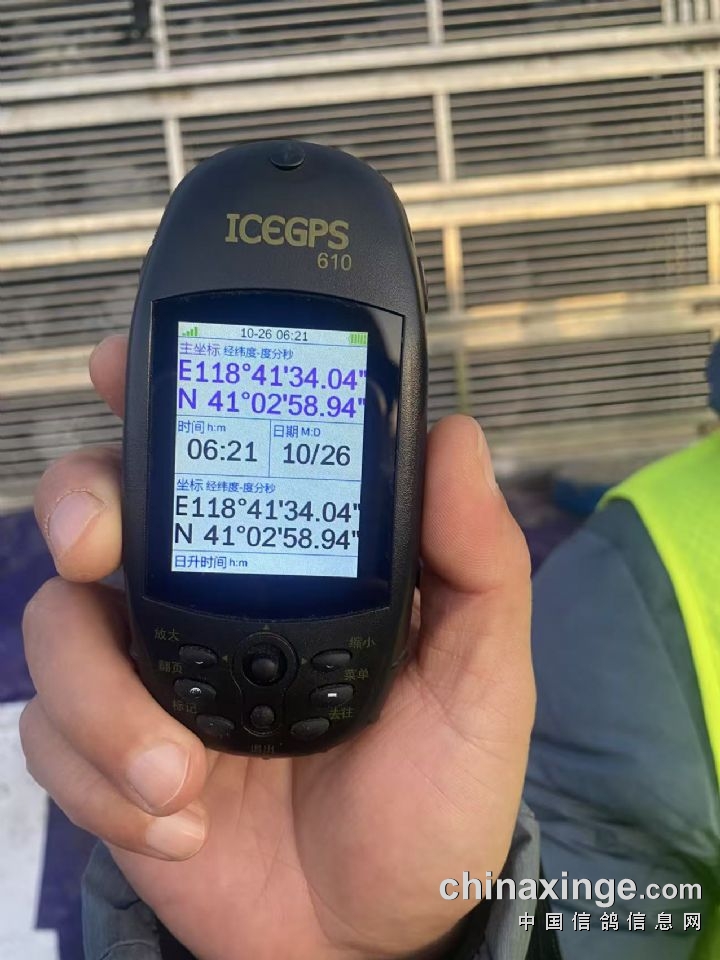 ICEGPS
610
10-26 06:21
主坐标 经纬度-度分秒
E118°41'34.04"
N 41°02'58.94"
时间 h:m 日期 M:D
06:21 10/26
坐标 经纬度-度分秒
E118°41'34.04"
N 41°02'58.94"
日升时间 h:m
放大 缩小
翻页 菜单
标记 去往
退出
chinaxinge.com
中国信鸽信息网